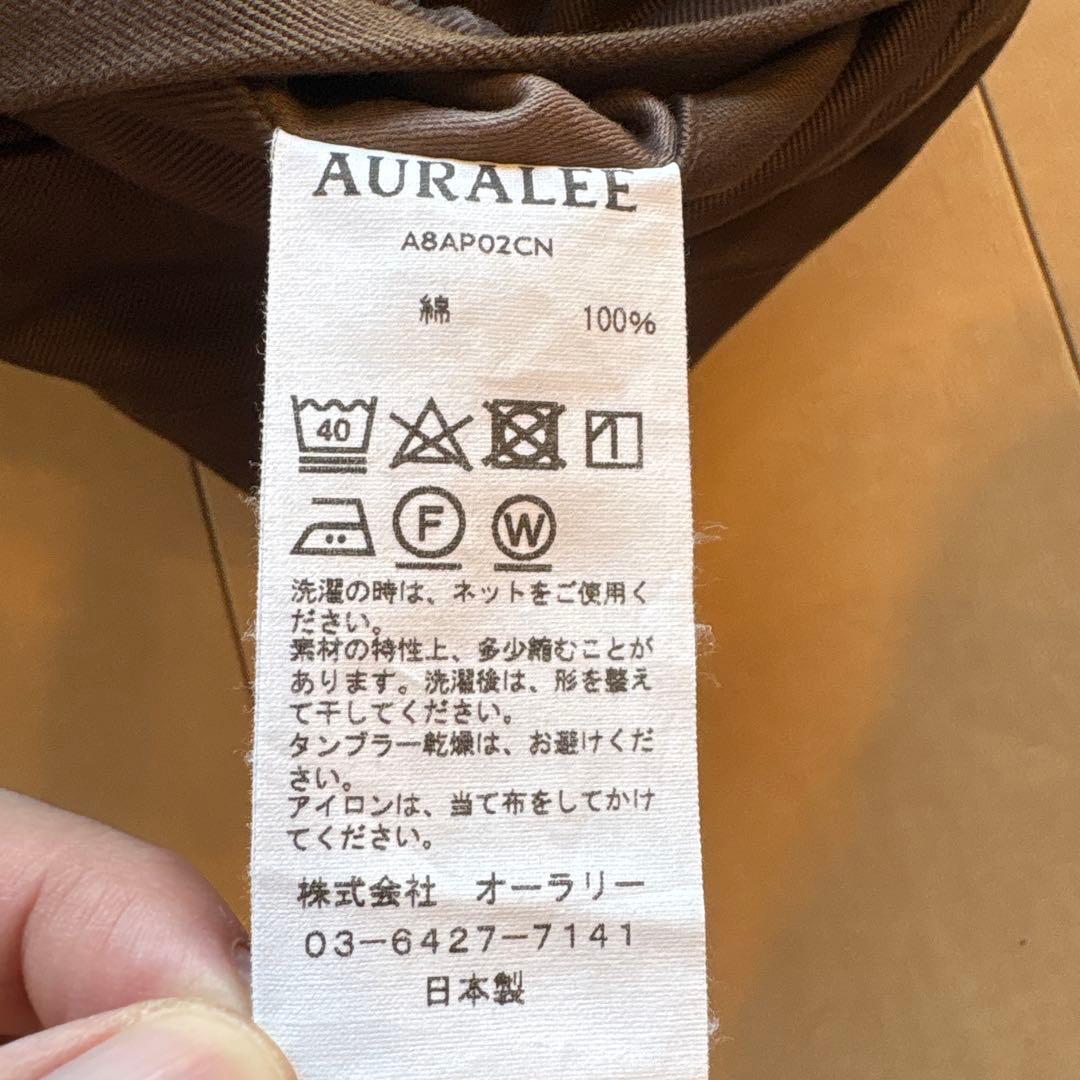 AURALEE
A8AP02CN
綿 100%
40
1
F W
洗濯の時は、ネットをご使用く
ださい。
素材の特性上、多少縮むことが
あります。洗濯後は、形を整え
て干してください。
タンブラー乾燥は、お避けくだ
さい。
アイロンは、当て布をしてかけ
てください。
株式会社 オーラリー
03-6427-7141
日本製